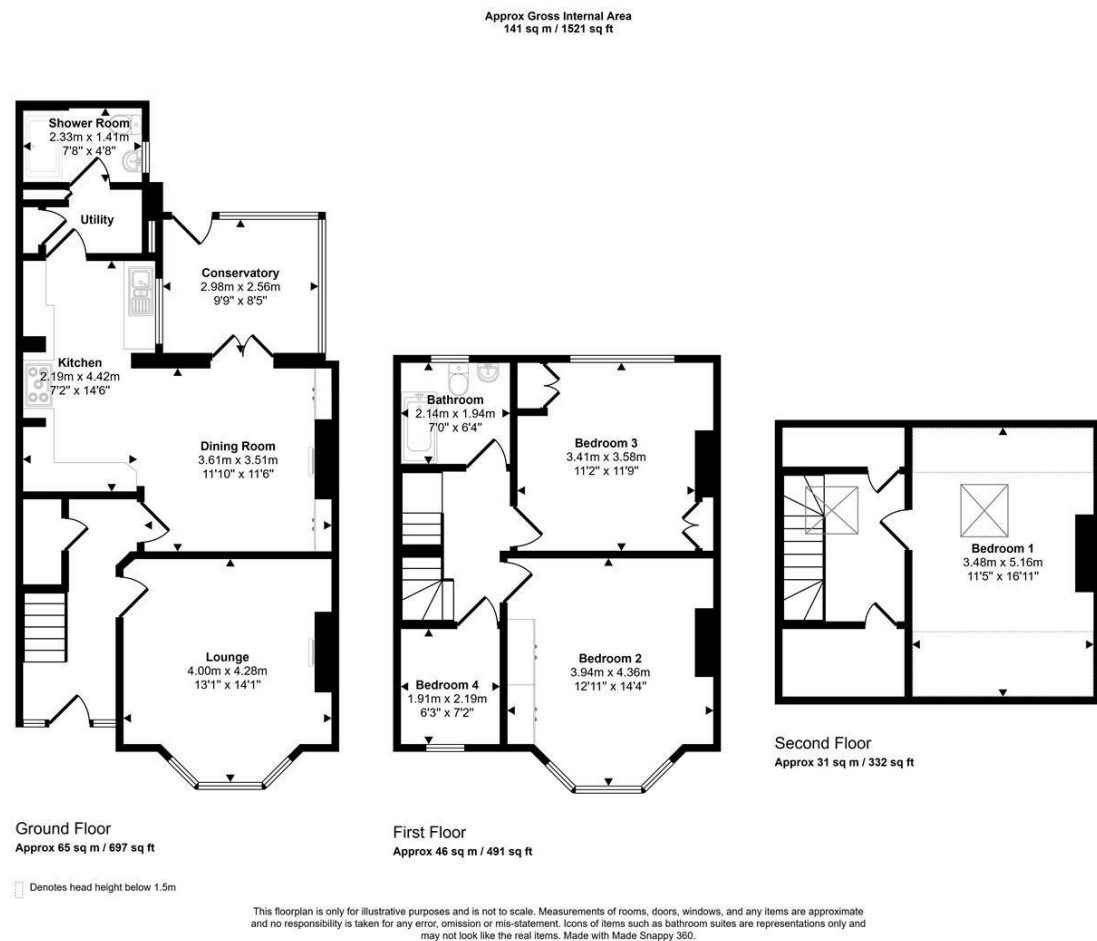 Approx Gross Internal Area
141 sq m / 1521 sq ft
Shower Room
2.33m x 1.41m
7'8" x 4'8"
Utility
Conservatory
2.98m x 2.56m
9'9" x 8'5"
Kitchen
2.19m x 4.42m
7'2" x 14'6"
Dining Room
3.61m x 3.51m
11'10" x 11'6"
Lounge
4.00m x 4.28m
13'1" x 14'1"
Ground Floor
Approx 65 sq m / 697 sq ft
Bathroom
2.14m x 1.94m
7'0" x 6'4"
Bedroom 3
3.41m x 3.58m
11'2" x 11'9"
Bedroom 2
3.94m x 4.36m
12'11" x 14'4"
Bedroom 4
1.91m x 2.19m
6'3" x 7'2"
First Floor
Approx 46 sq m / 491 sq ft
Bedroom 1
3.48m x 5.16m
11'5" x 16'11"
Second Floor
Approx 31 sq m / 332 sq ft
Denotes head height below 1.5m
This floorplan is only for illustrative purposes and is not to scale. Measurements of rooms, doors, windows, and any items are approximate
and no responsibility is taken for any error, omission or mis-statement. Icons of items such as bathroom suites are representations only and
may not look like the real items. Made with Made Snappy 360.